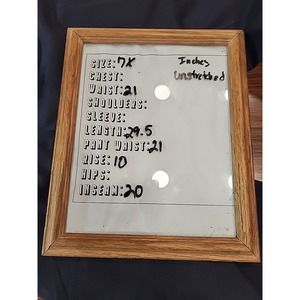 SIZE: 7X
Inches
CHEST:
Unstretched
WAIST: 21
SHOULDERS:
SLEEVE:
LENGTH: 29.5
PANT WAIST: 21
RISE: 10
HIPS:
INSEAM: 20